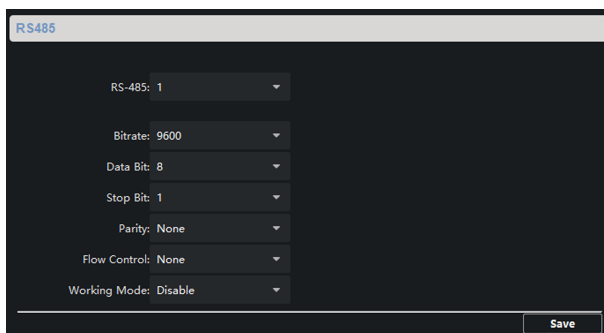 RS485
RS-485: 1
Bitrate: 9600
Data Bit: 8
Stop Bit: 1
Parity: None
Flow Control: None
Working Mode: Disable
Save